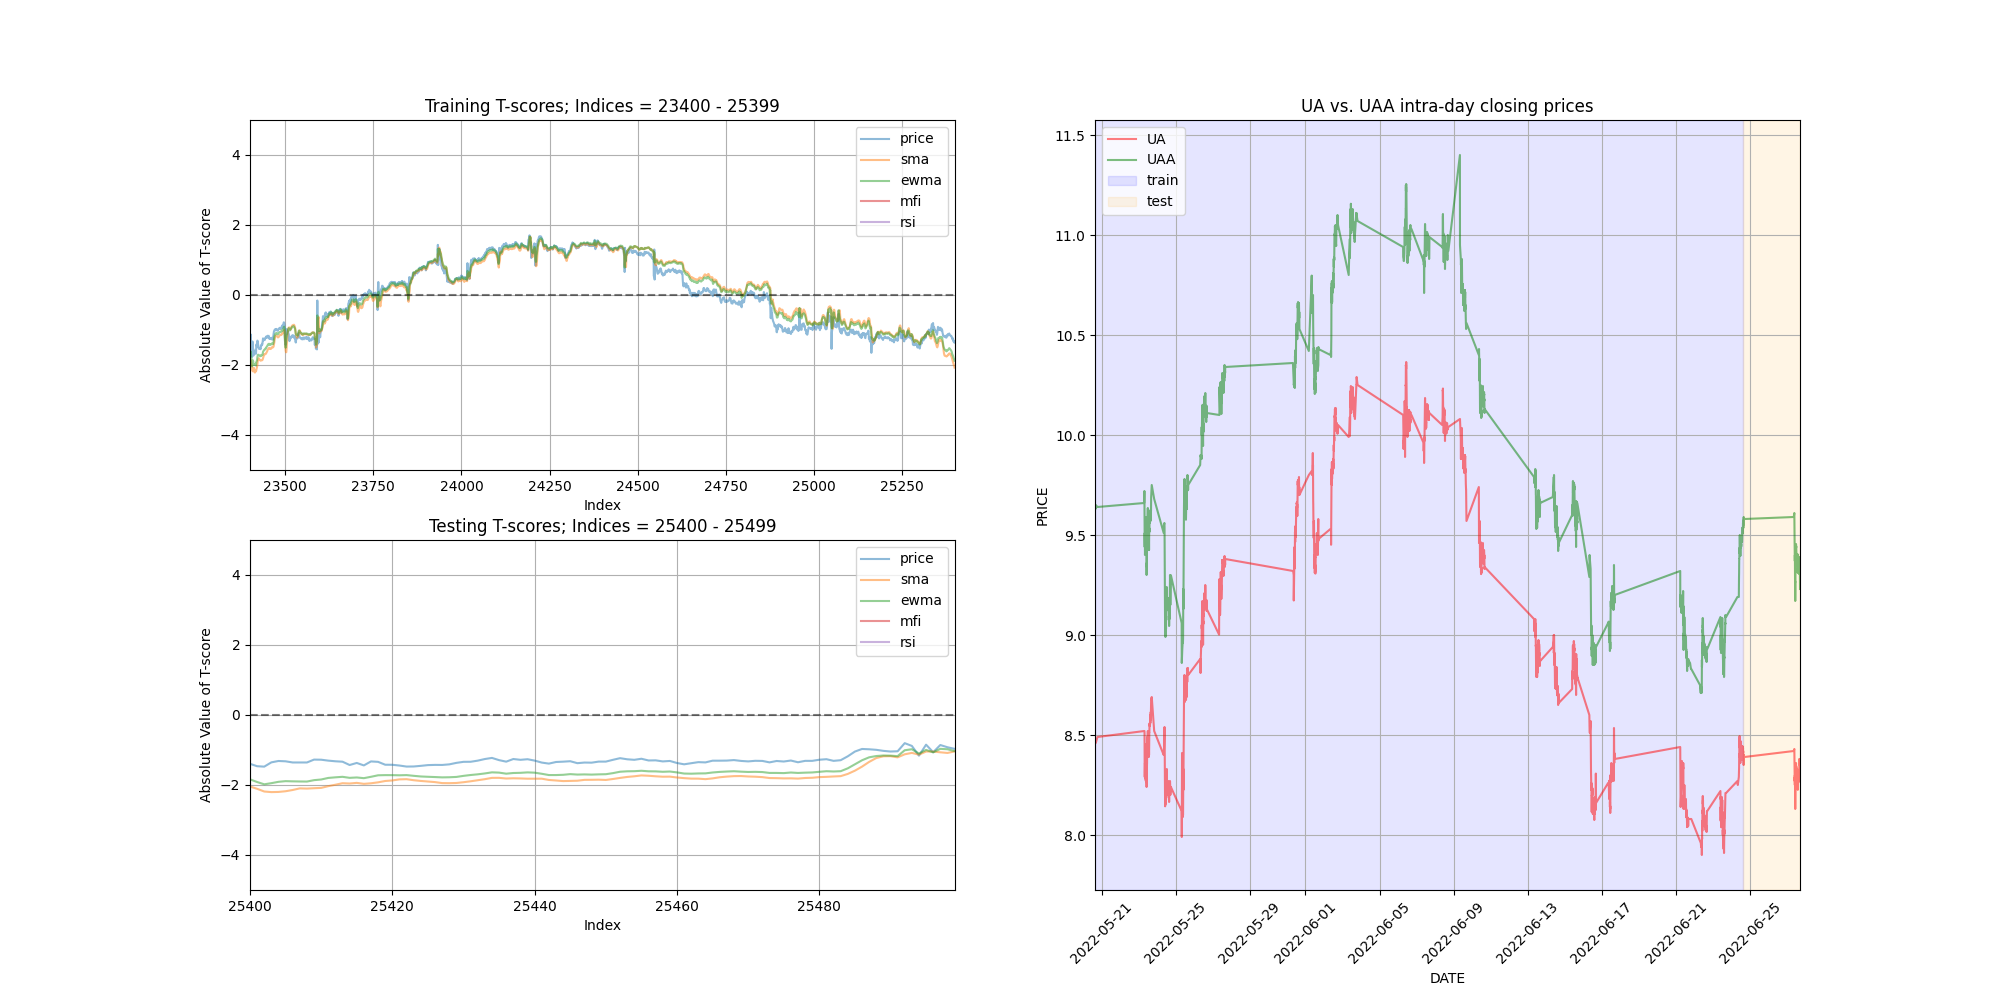 Training T-scores; Indices = 23400 - 25399
Absolute Value of T-score
4
2
0
−2
−4
price
sma
ewma
mfi
rsi
23500 23750 24000 24250 24500 24750 25000 25250
Index
Testing T-scores; Indices = 25400 - 25499
Absolute Value of T-score
4
2
0
−2
−4
price
sma
ewma
mfi
rsi
25400 25420 25440 25460 25480
Index
UA vs. UAA intra-day closing prices
PRICE
11.5
11.0
10.5
10.0
9.5
9.0
8.5
8.0
UA
UAA
train
test
2022-05-21 2022-05-25 2022-05-29 2022-06-01 2022-06-05 2022-06-09 2022-06-13 2022-06-17 2022-06-21 2022-06-25
DATE